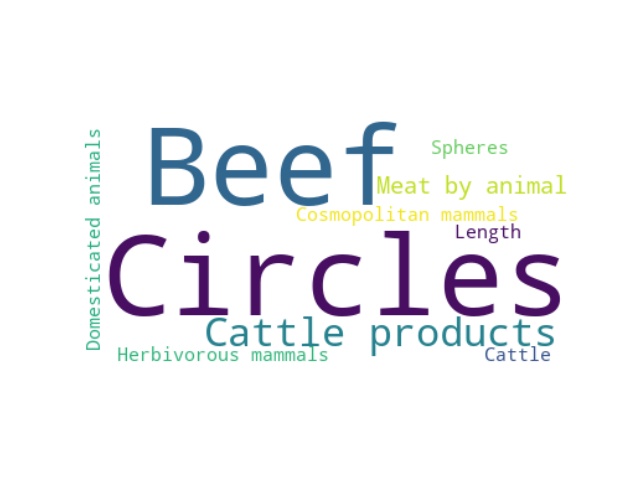 Domesticated animals
Beef
Spheres
Meat by animal
Cosmopolitan mammals
Length
Circles
Cattle products
Herbivorous mammals
Cattle